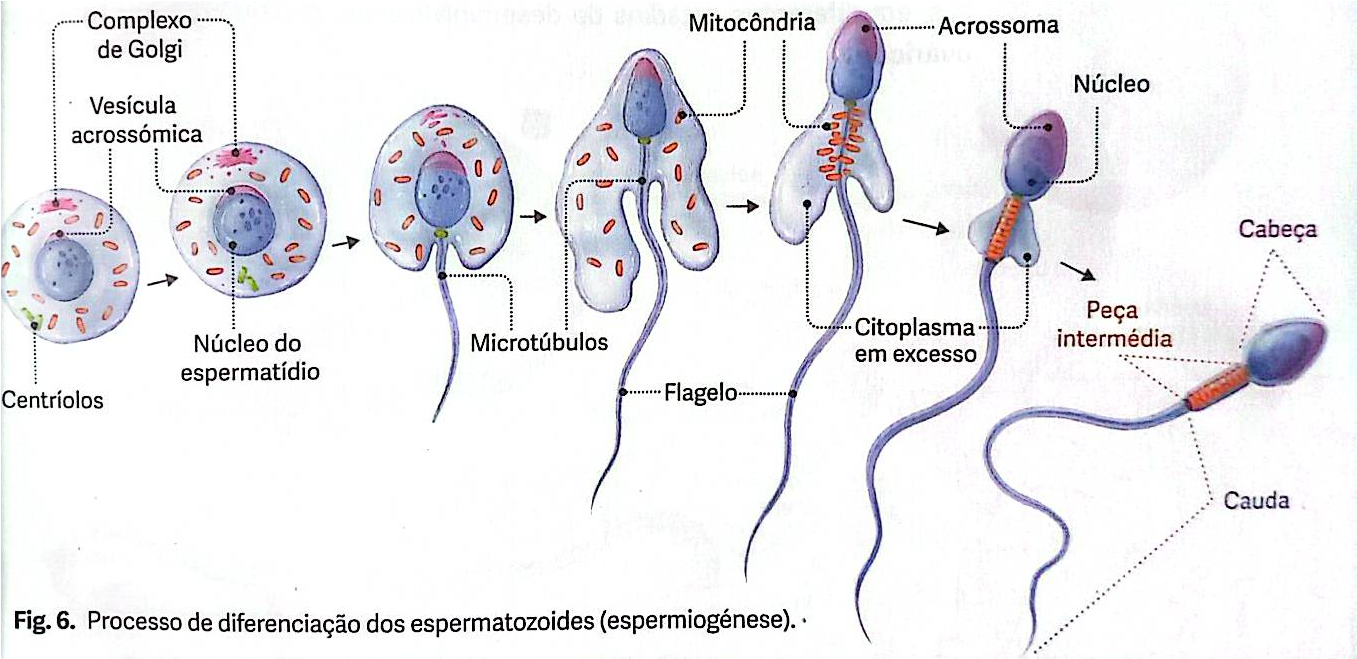 Complexo
de Golgi
Vesícula
acrossómica
Núcleo do
espermatídio
Centríolos
Microtúbulos
Mitocôndria
Acrossoma
Núcleo
Flagelo
Citoplasma
em excesso
Cabeça
Peça
intermédia
Cauda
Fig. 6. Processo de diferenciação dos espermatozoides (espermiogénese).